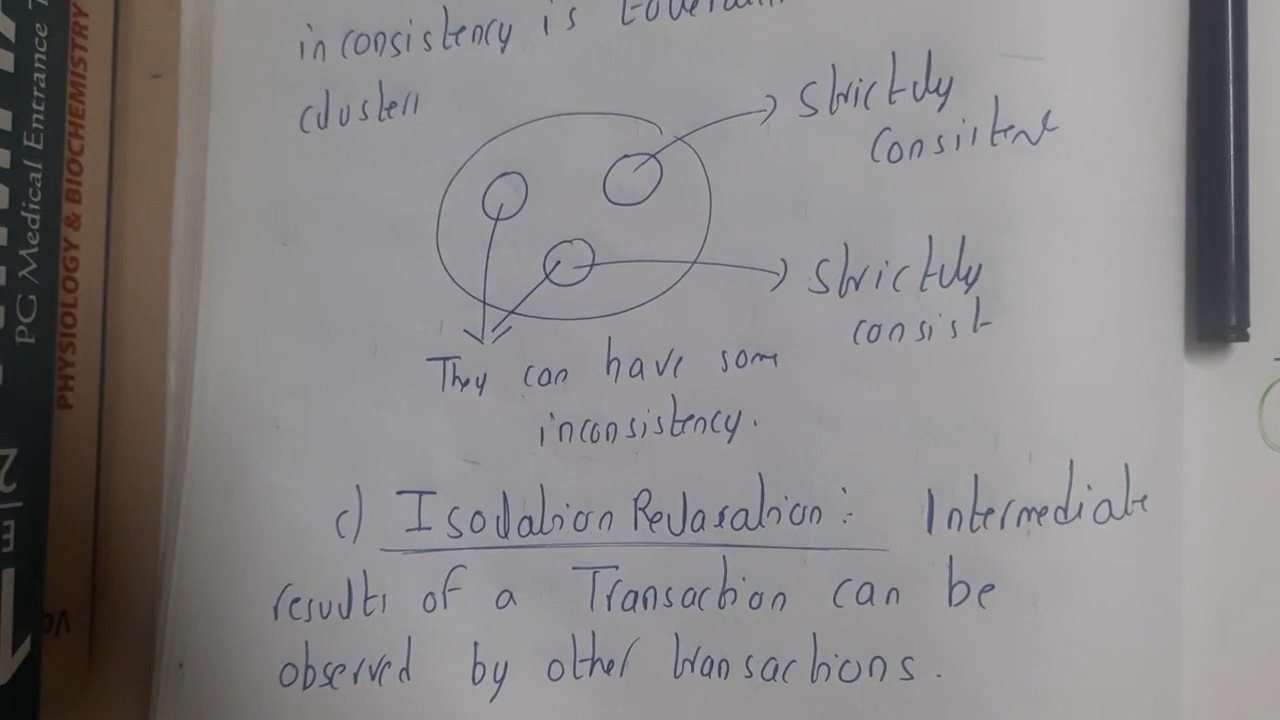 inconsistency is
cluster
strictly
consistent
strictly
consist
They can have some
inconsistency.
c) Isolation Relaxation: Intermediate
results of a Transaction can be
observed by other transactions.
PG Medical Entrance
PHYSIOLOGY & BIOCHEMISTRY